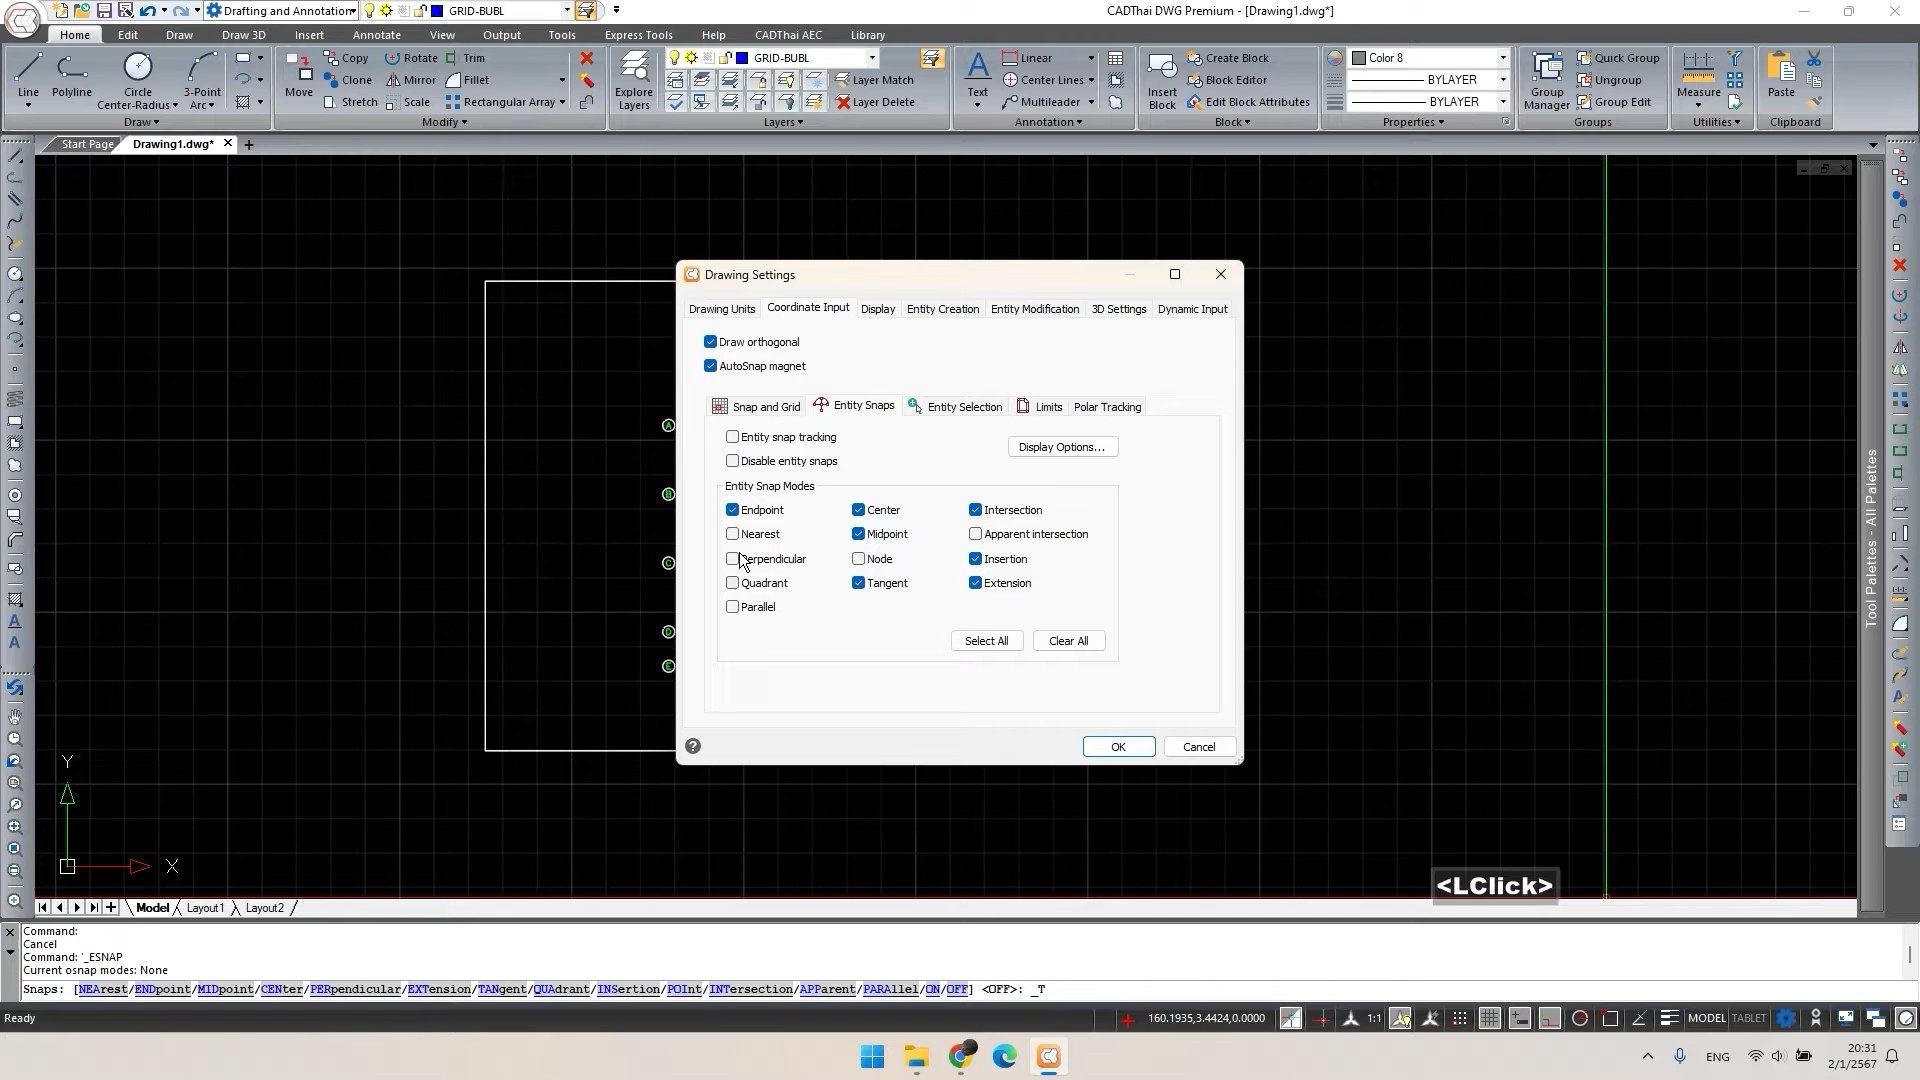 Drafting and Annotation
GRID-BUBL
CADThai DWG Premium - [Drawing1.dwg*]
Home Edit Draw Draw 3D Insert Annotate View Output Tools Express Tools Help CADThai AEC Library
Line
Polyline
Circle
Center-Radius
3-Point
Arc
Draw
Move
Copy Rotate Trim
Clone Mirror Fillet
Stretch Scale Rectangular Array
Modify
Explore
Layers
GRID-BUBL
Layer Match
Layer Delete
Layers
Text
Linear
Center Lines
Multileader
Annotation
Insert
Block
Create Block
Block Editor
Edit Block Attributes
Block
Color 8
BYLAYER
BYLAYER
Properties
Group
Manager
Quick Group
Ungroup
Group Edit
Groups
Measure
Utilities
Paste
Clipboard
Start Page Drawing1.dwg*
A
B
C
D
E
Drawing Settings
Drawing Units Coordinate Input Display Entity Creation Entity Modification 3D Settings Dynamic Input
Draw orthogonal
AutoSnap magnet
Snap and Grid Entity Snaps Entity Selection Limits Polar Tracking
Entity snap tracking
Display Options...
Disable entity snaps
Entity Snap Modes
Endpoint Center Intersection
Nearest Midpoint Apparent intersection
Perpendicular Node Insertion
Quadrant Tangent Extension
Parallel
Select All Clear All
OK Cancel
Tool Palettes - All Palettes
Y
X
<LClick>
Model Layout1 Layout2
Command:
Cancel
Command: '_ESNAP
Current osnap modes: None
Snaps: [NEArest/ENDpoint/MIDpoint/CENter/PERpendicular/EXTension/TANgent/QUAdrant/INSertion/POInt/INTersection/APParent/PARAllel/ON/OFF] <OFF>: _T
Ready
160.1935,3.4424,0.0000
1:1
MODEL TABLET
ENG
20:31
2/1/2567